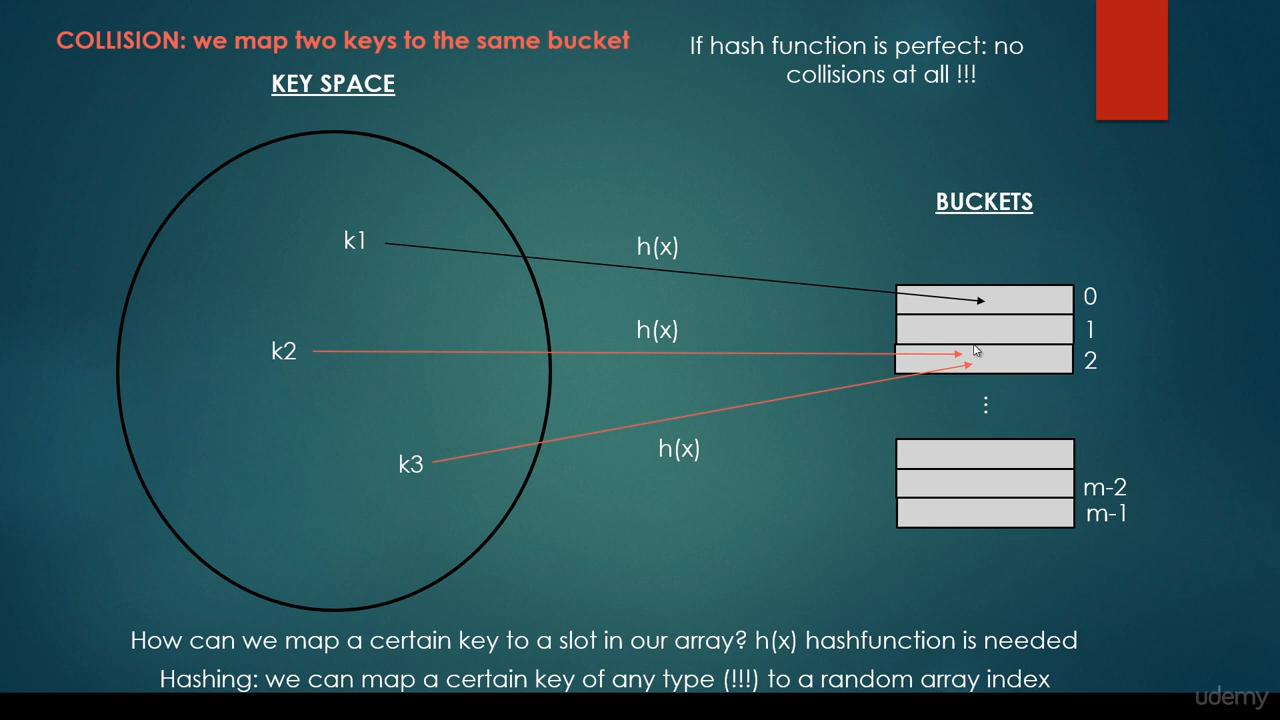 COLLISION: we map two keys to the same bucket
If hash function is perfect: no
collisions at all !!!
KEY SPACE
BUCKETS
k1
h(x)
0
h(x)
1
k2
2
⋮
h(x)
k3
m-2
m-1
How can we map a certain key to a slot in our array? h(x) hashfunction is needed
Hashing: we can map a certain key of any type (!!!) to a random array index
udemy